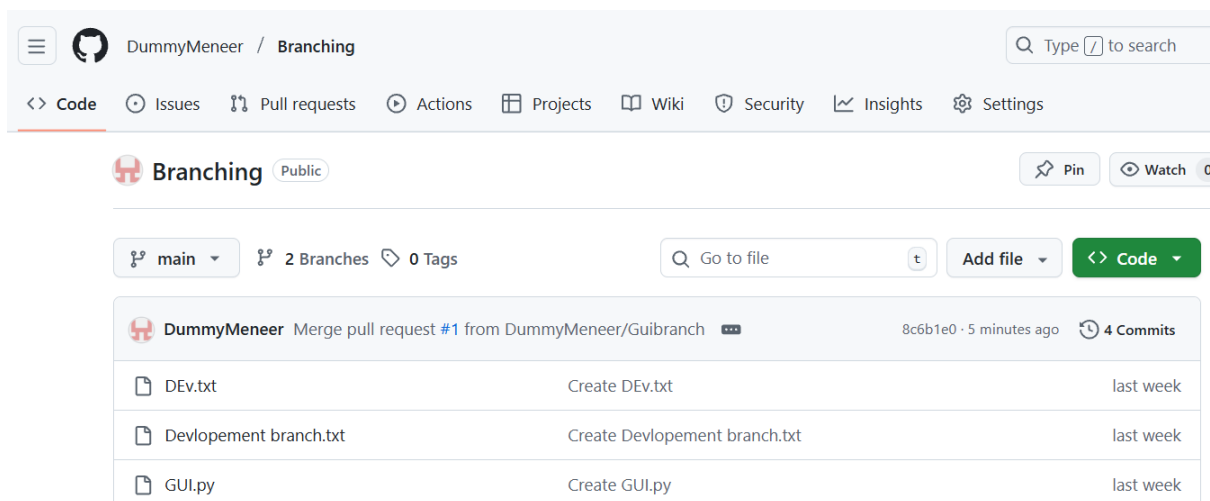 DummyMeneer / Branching
Type / to search
Code Issues Pull requests Actions Projects Wiki Security Insights Settings
Branching Public
Pin Watch 0
main 2 Branches 0 Tags
Go to file t Add file Code
DummyMeneer Merge pull request #1 from DummyMeneer/Guibranch 8c6b1e0 · 5 minutes ago 4 Commits
DEv.txt Create DEv.txt last week
Devlopement branch.txt Create Devlopement branch.txt last week
GUI.py Create GUI.py last week